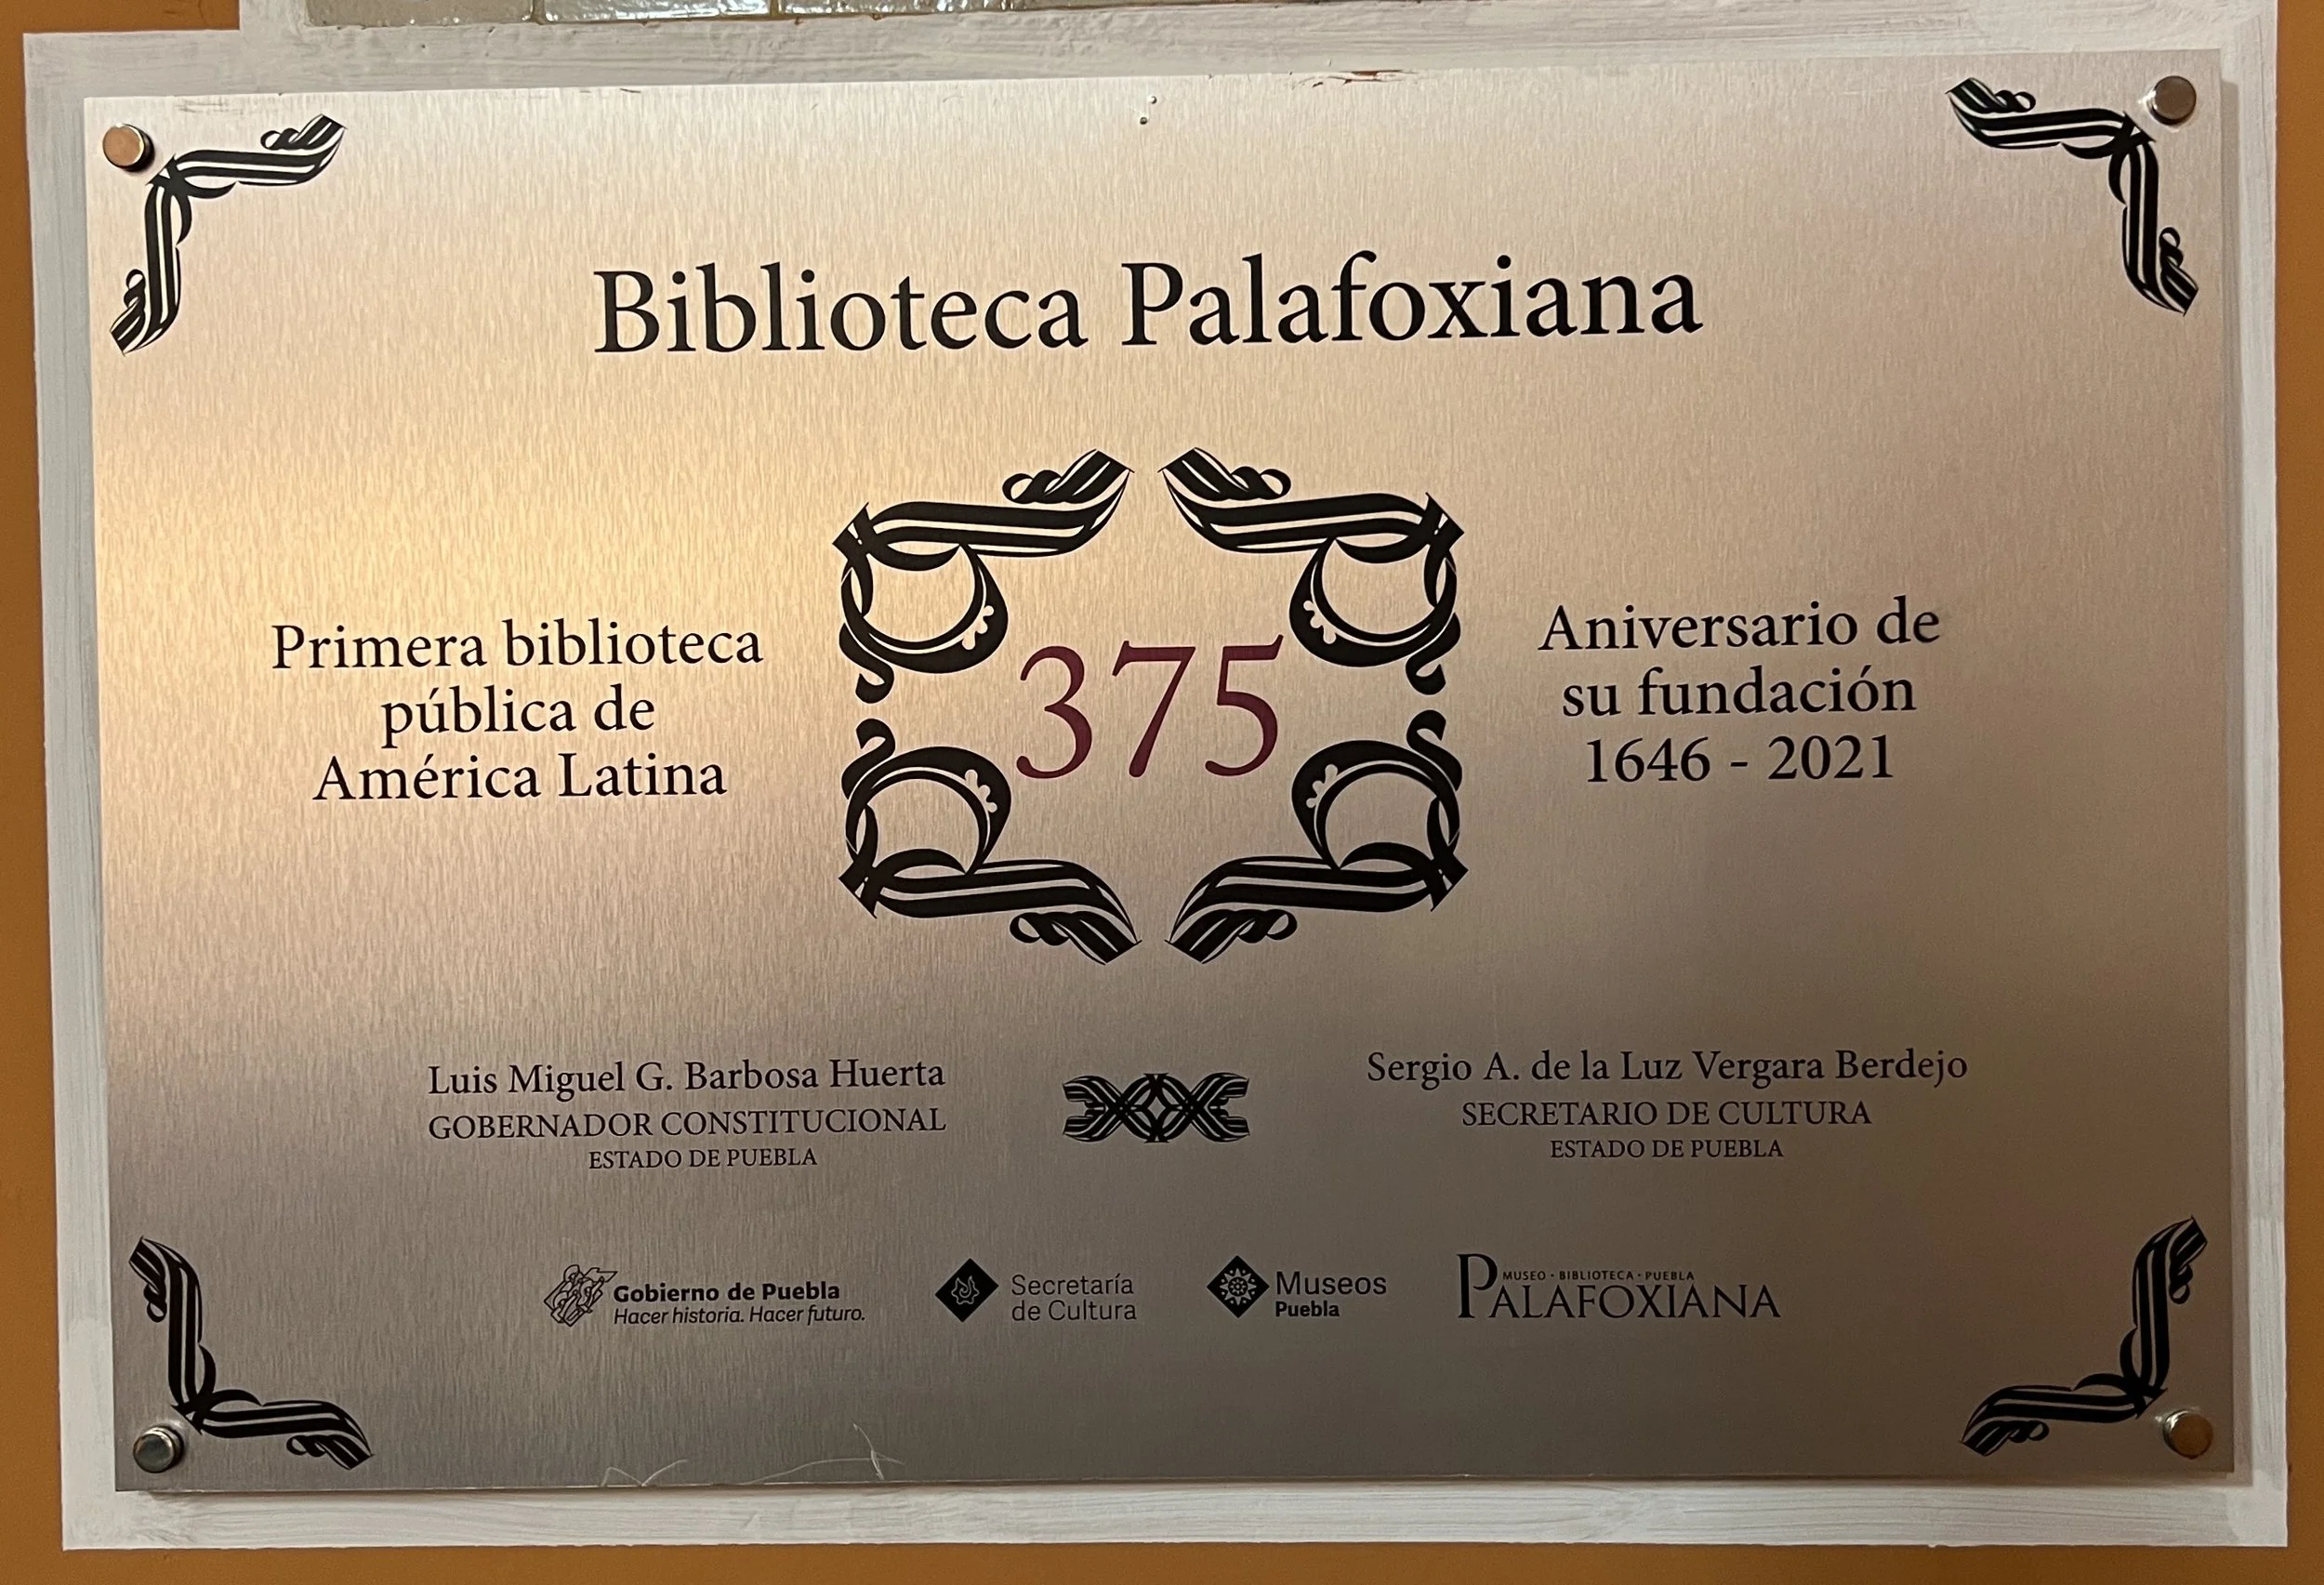 Biblioteca Palafoxiana
Primera biblioteca
pública de
América Latina
375
Aniversario de
su fundación
1646 - 2021
Luis Miguel G. Barbosa Huerta
GOBERNADOR CONSTITUCIONAL
ESTADO DE PUEBLA
Sergio A. de la Luz Vergara Berdejo
SECRETARIO DE CULTURA
ESTADO DE PUEBLA
Gobierno de Puebla
Hacer historia. Hacer futuro.
Secretaría
de Cultura
Museos
Puebla
MUSEO · BIBLIOTECA · PUEBLA
PALAFOXIANA